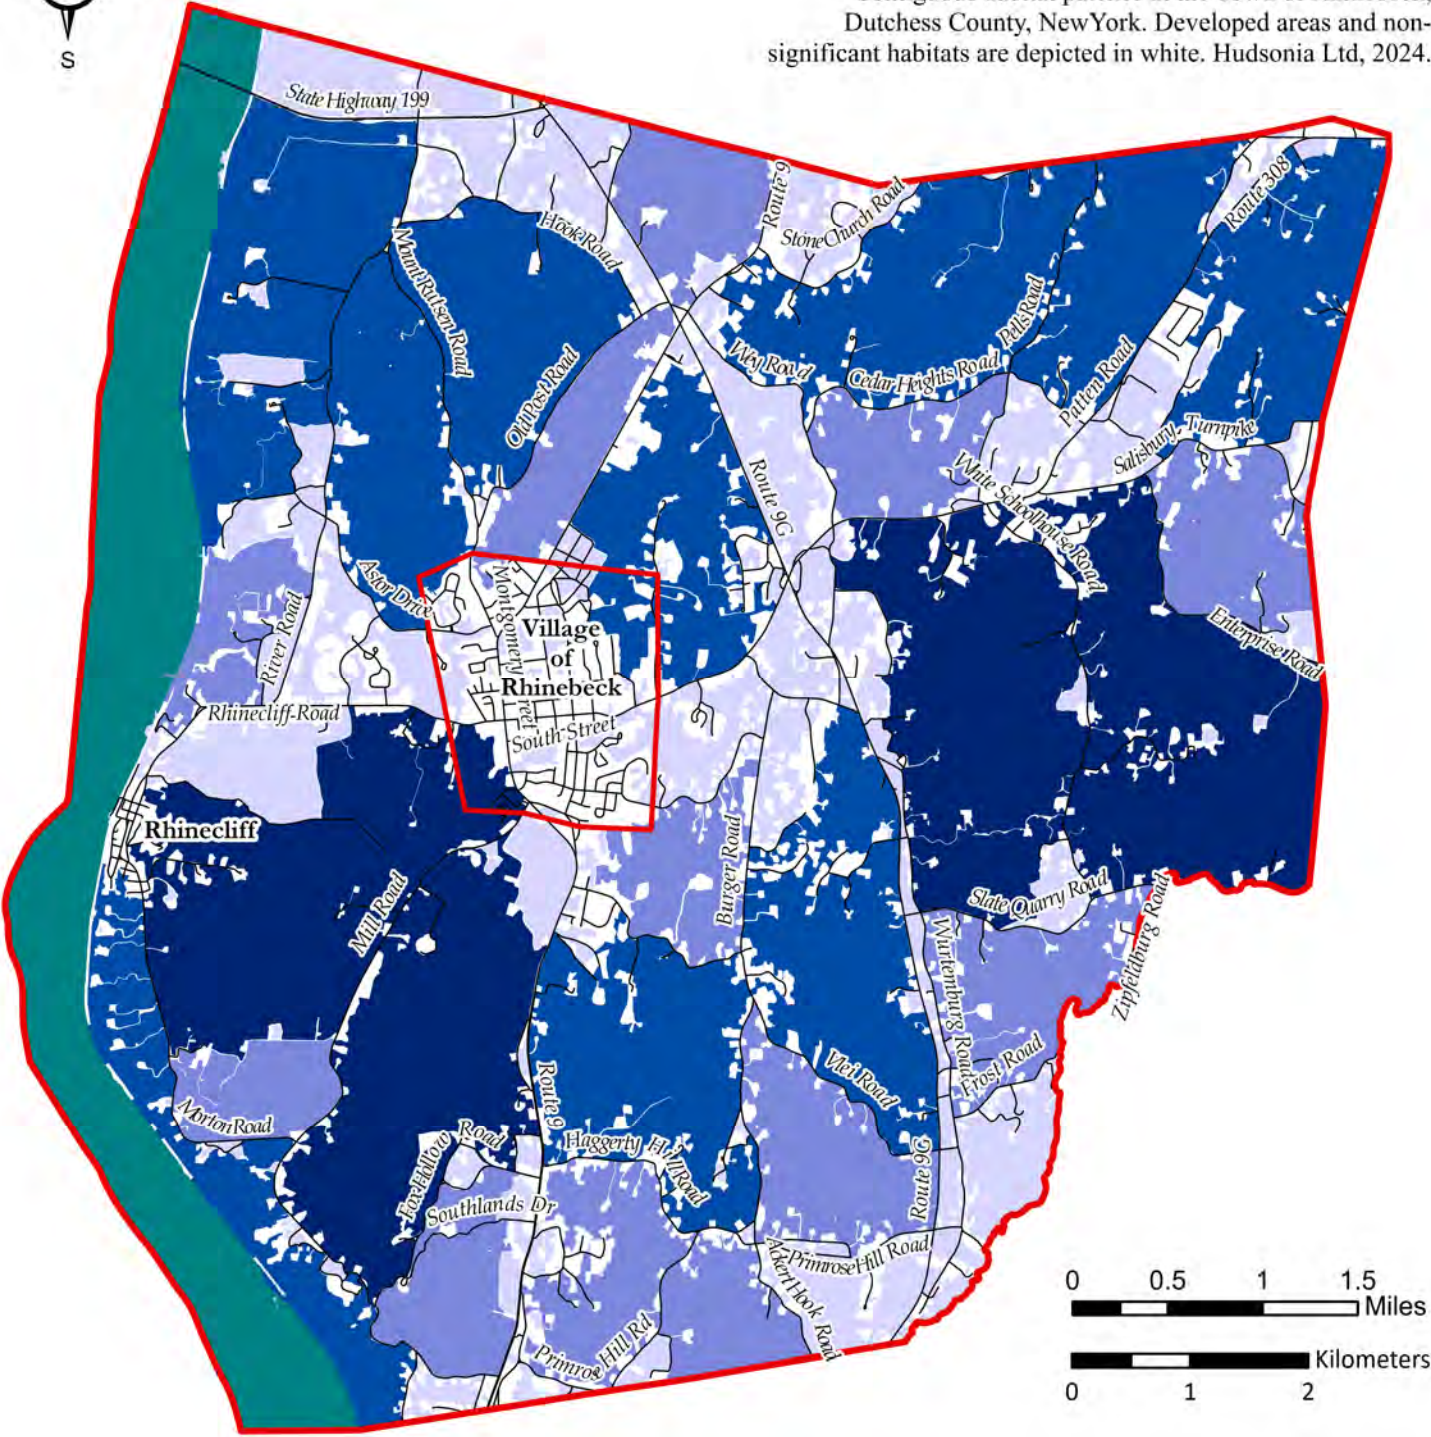 S
Dutchess County, NewYork. Developed areas and non-
significant habitats are depicted in white. Hudsonia Ltd, 2024.
State Highway 199
Route 308
Route 9
Stone Church Road
Hook Road
Mount Rutsen Road
Pells Road
Old Post Road
Wey Road
Cedar Heights Road
Patten Road
Salisbury Turnpike
Route 9G
White Schoolhouse Road
Astor Drive
Montgomery Street
Village
of
Rhinebeck
River Road
Enterprise Road
Rhinecliff Road
South Street
Rhinecliff
Burger Road
Mill Road
Slate Quarry Road
Zipfeldburg Road
Wurtemburg Road
Vlei Road
Frost Road
Morton Road
Route 9
Fox Hollow Road
Haggerty Hill Road
Southlands Dr
Route 9G
Primrose Hill Road
Ackert Hook Road
Primrose Hill Rd
0 0.5 1 1.5
Miles
Kilometers
0 1 2